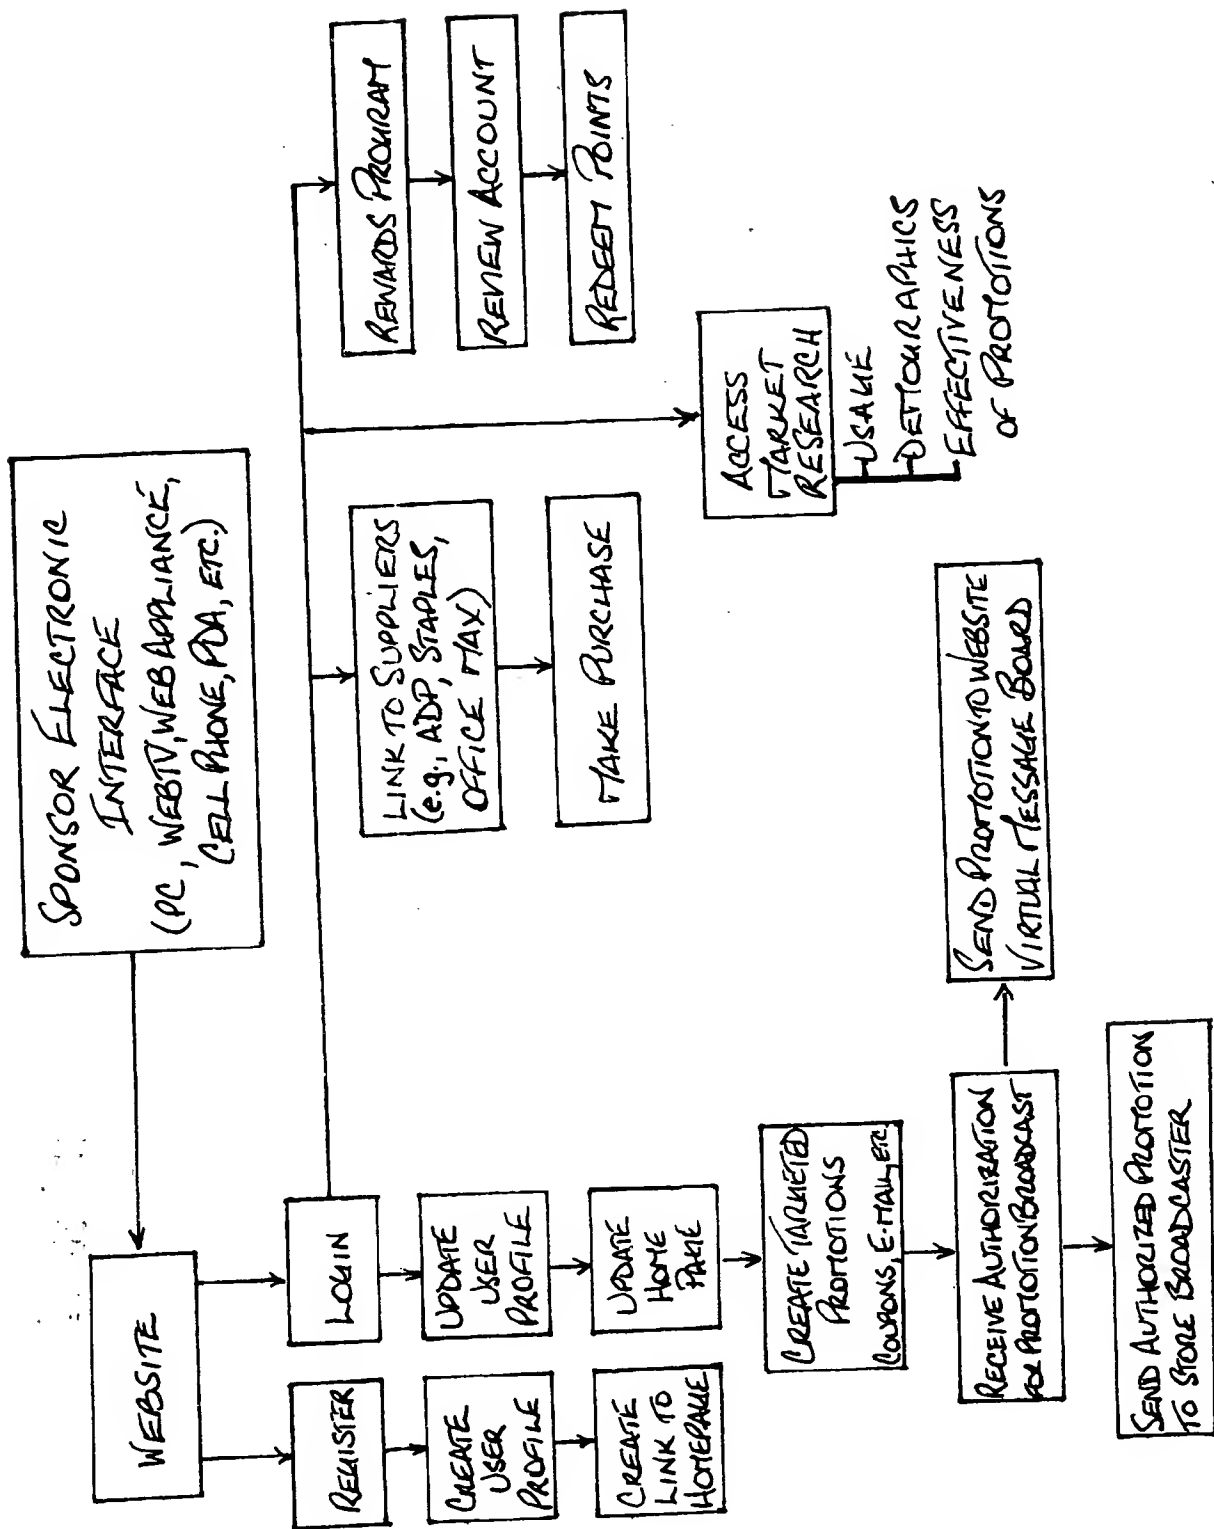 SPONSOR ELECTRONIC
INTERFACE
(PC, WEBTV, WEB APPLIANCE,
CELL PHONE, PDA, ETC.)
WEBSITE
REGISTER
CREATE
USER
PROFILE
CREATE
LINK TO
HOMEPAGE
LOGIN
UPDATE
USER
PROFILE
UPDATE
HOME
PAGE
CREATE TARGETED
PROMOTIONS
COUPONS, E-MAIL, ETC.
RECEIVE AUTHORIZATION
FOR PROMOTION BROADCAST
SEND AUTHORIZED PROMOTION
TO STORE BROADCASTER
SEND PROMOTION TO WEBSITE
VIRTUAL MESSAGE BOARD
LINK TO SUPPLIERS
(e.g., ADP, STAPLES,
OFFICE MAX)
MAKE PURCHASE
ACCESS
MARKET
RESEARCH
USAGE
DEMOGRAPHICS
EFFECTIVENESS
OF PROMOTIONS
REWARDS PROGRAM
REVIEW ACCOUNT
REDEEM POINTS